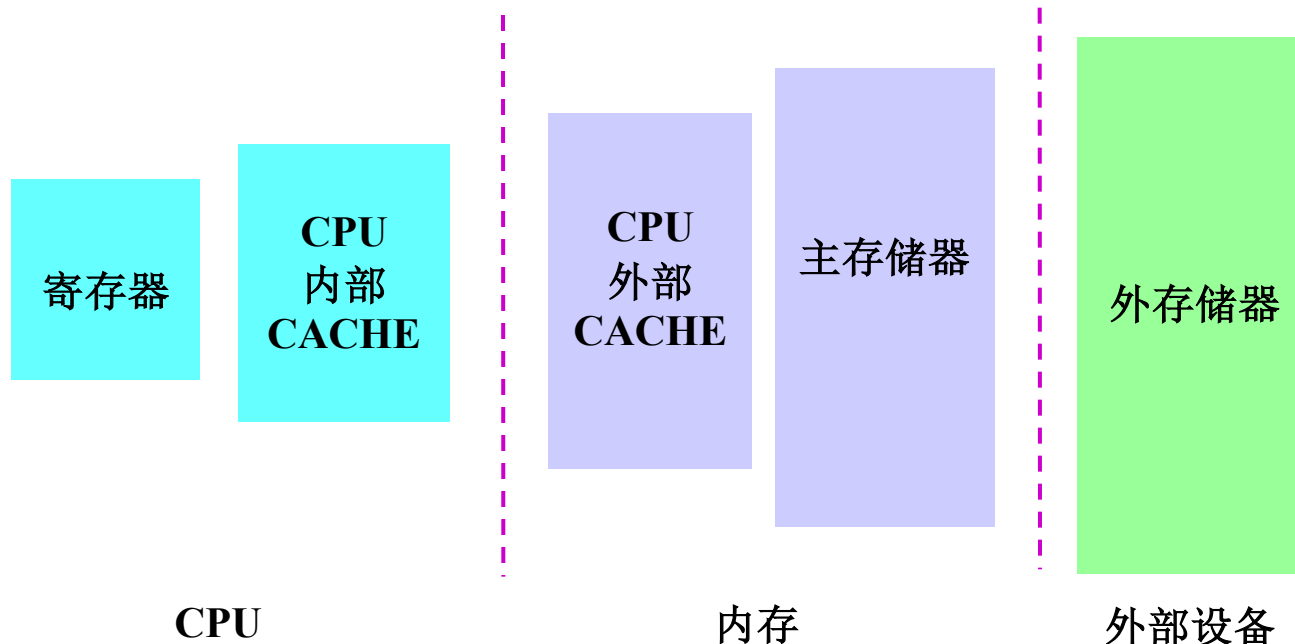 寄存器
CPU
内部
CACHE
CPU
外部
CACHE
主存储器
外存储器
CPU
内存
外部设备